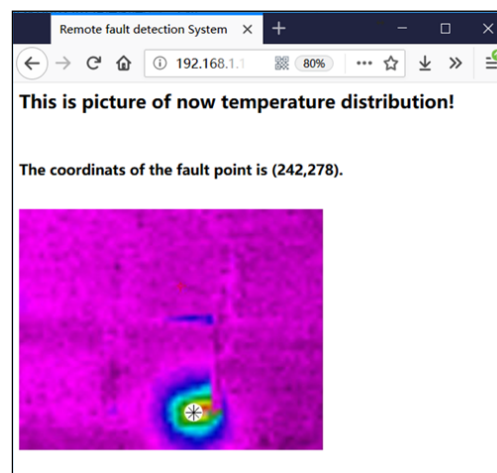 Remote fault detection System
192.168.1.1
80%
This is picture of now temperature distribution!
The coordinats of the fault point is (242,278).